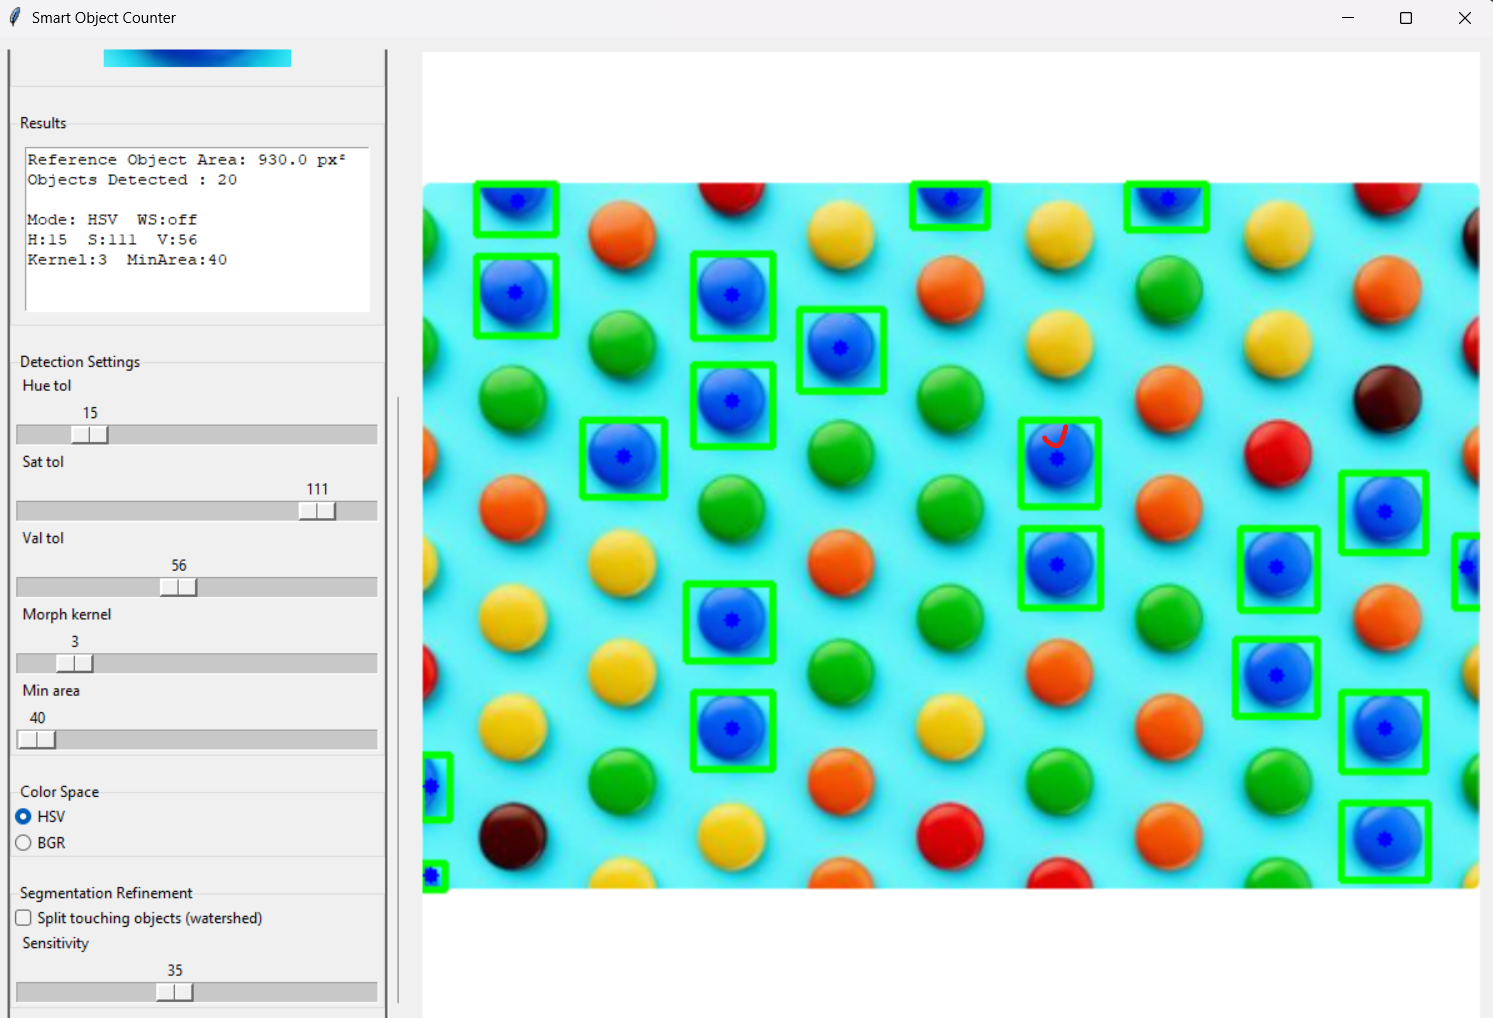 Smart Object Counter
Results
Reference Object Area: 930.0 px²
Objects Detected : 20
Mode: HSV  WS:off
H:15  S:111  V:56
Kernel:3  MinArea:40
Detection Settings
Hue tol
15
Sat tol
111
Val tol
56
Morph kernel
3
Min area
40
Color Space
HSV
BGR
Segmentation Refinement
Split touching objects (watershed)
Sensitivity
35